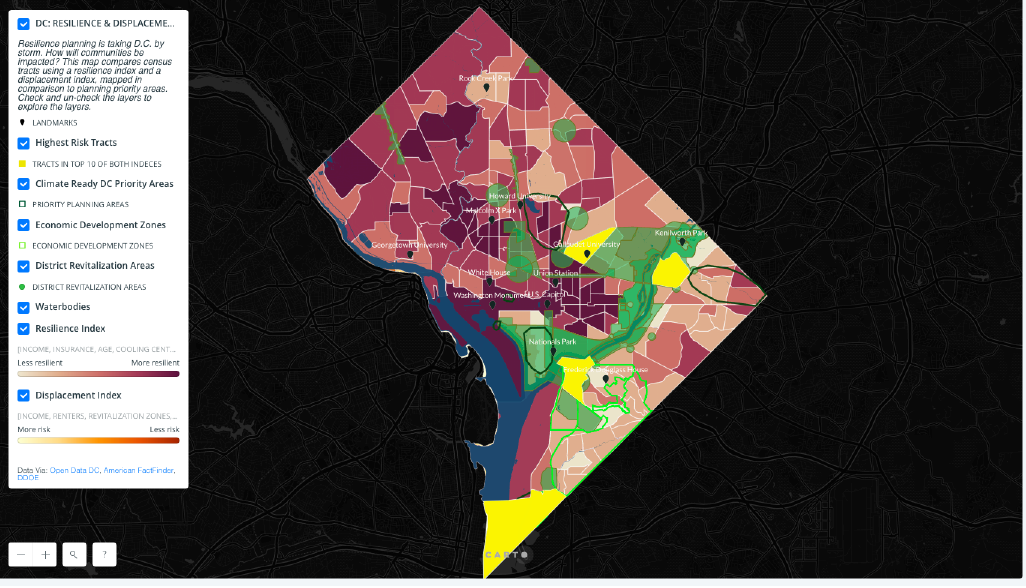 DC: RESILIENCE & DISPLACEME...
Resilience planning is taking D.C. by
storm. How will communities be
impacted? This map compares census
tracts using a resilience index and a
displacement index, mapped in
comparison to planning priority areas.
Check and un-check the layers to
explore the layers.
LANDMARKS
Highest Risk Tracts
TRACTS IN TOP 10 OF BOTH INDECES
Climate Ready DC Priority Areas
PRIORITY PLANNING AREAS
Economic Development Zones
ECONOMIC DEVELOPMENT ZONES
District Revitalization Areas
DISTRICT REVITALIZATION AREAS
Waterbodies
Resilience Index
[INCOME, INSURANCE, AGE, COOLING CENT...
Less resilient More resilient
Displacement Index
[INCOME, RENTERS, REVITALIZATION ZONES,...
More risk Less risk
Data Via: Open Data DC, American FactFinder,
DOOE
?
Rock Creek Park
Howard University
Malcolm X Park
Georgetown University
Gallaudet University
Kenilworth Park
White House
Union Station
Washington Monument
U.S. Capitol
Nationals Park
Douglass House
CARTO